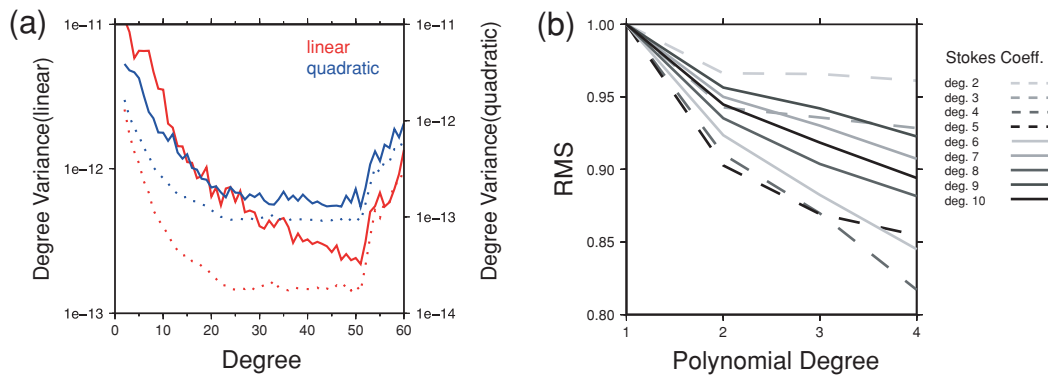 (a)
1e−11
1e−12
1e−13
Degree Variance(linear)
linear
quadratic
1e−11
1e−12
1e−13
1e−14
Degree Variance(quadratic)
0 10 20 30 40 50 60
Degree
(b)
1.00
0.95
0.90
0.85
0.80
RMS
1 2 3 4
Polynomial Degree
Stokes Coeff.
deg. 2
deg. 3
deg. 4
deg. 5
deg. 6
deg. 7
deg. 8
deg. 9
deg. 10